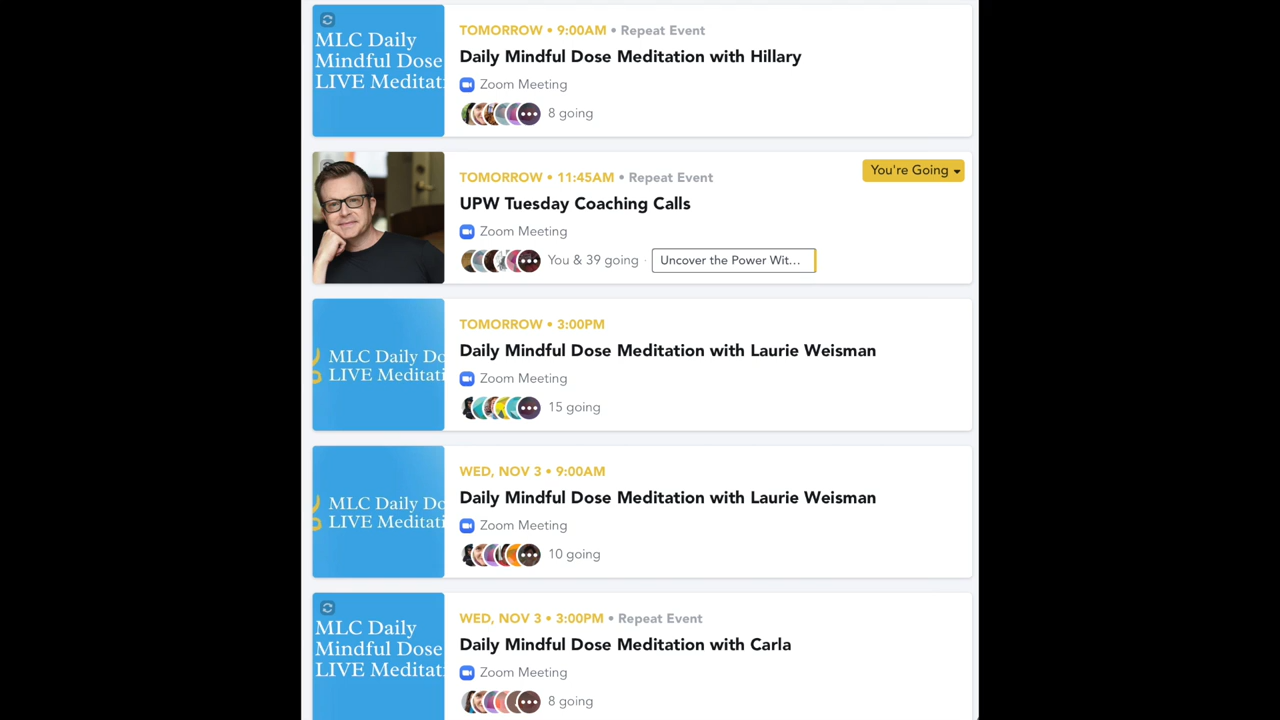 MLC Daily
Mindful Dose
LIVE Meditat
TOMORROW • 9:00AM • Repeat Event
Daily Mindful Dose Meditation with Hillary
Zoom Meeting
8 going
TOMORROW • 11:45AM • Repeat Event
You're Going
UPW Tuesday Coaching Calls
Zoom Meeting
You & 39 going · Uncover the Power Wit...
MLC Daily Do
LIVE Meditati
TOMORROW • 3:00PM
Daily Mindful Dose Meditation with Laurie Weisman
Zoom Meeting
15 going
MLC Daily Do
LIVE Meditati
WED, NOV 3 • 9:00AM
Daily Mindful Dose Meditation with Laurie Weisman
Zoom Meeting
10 going
MLC Daily
Mindful Dose
LIVE Meditat
WED, NOV 3 • 3:00PM • Repeat Event
Daily Mindful Dose Meditation with Carla
Zoom Meeting
8 going